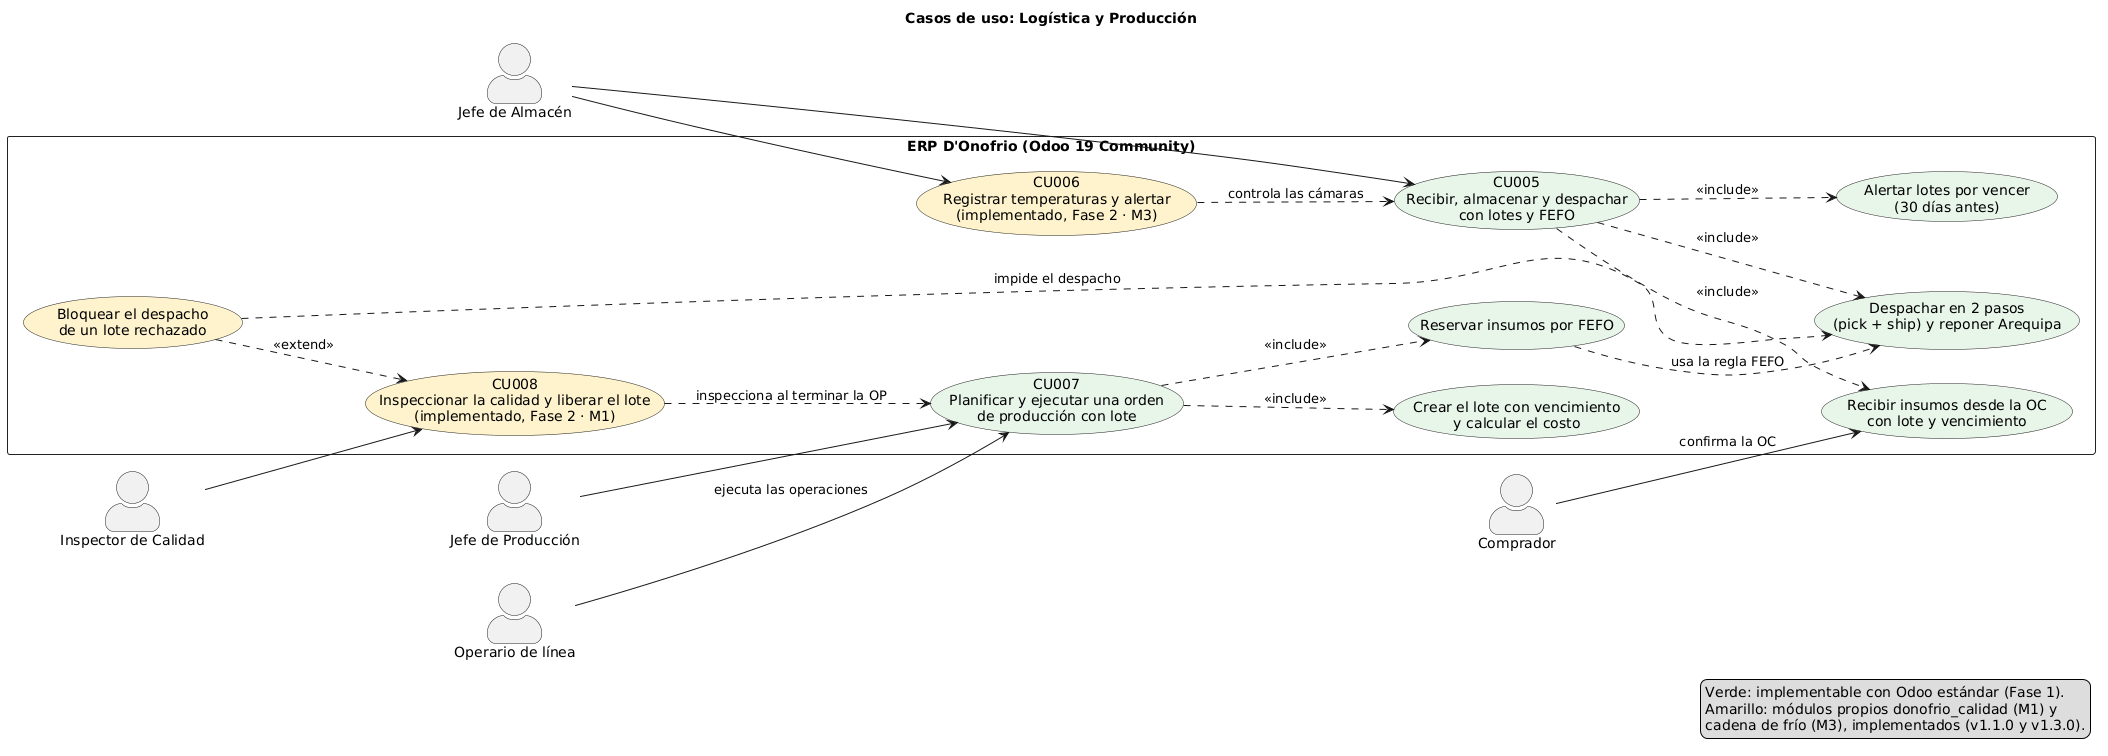 Casos de uso: Logística y Producción
Jefe de Almacén
ERP D'Onofrio (Odoo 19 Community)
CU006
Registrar temperaturas y alertar
(implementado, Fase 2 · M3)
controla las cámaras
CU005
Recibir, almacenar y despachar
con lotes y FEFO
«include»
Alertar lotes por vencer
(30 días antes)
«include»
impide el despacho
«include»
Bloquear el despacho
de un lote rechazado
Despachar en 2 pasos
(pick + ship) y reponer Arequipa
Reservar insumos por FEFO
«extend»
«include»
usa la regla FEFO
CU008
Inspeccionar la calidad y liberar el lote
(implementado, Fase 2 · M1)
inspecciona al terminar la OP
CU007
Planificar y ejecutar una orden
de producción con lote
«include»
Crear el lote con vencimiento
y calcular el costo
Recibir insumos desde la OC
con lote y vencimiento
confirma la OC
ejecuta las operaciones
Inspector de Calidad
Jefe de Producción
Comprador
Operario de línea
Verde: implementable con Odoo estándar (Fase 1).
Amarillo: módulos propios donofrio_calidad (M1) y
cadena de frío (M3), implementados (v1.1.0 y v1.3.0).